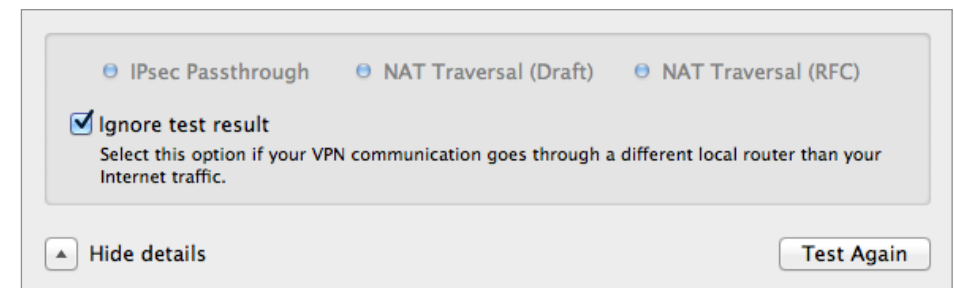 IPsec Passthrough NAT Traversal (Draft) NAT Traversal (RFC)
Ignore test result
Select this option if your VPN communication goes through a different local router than your
Internet traffic.
Hide details Test Again